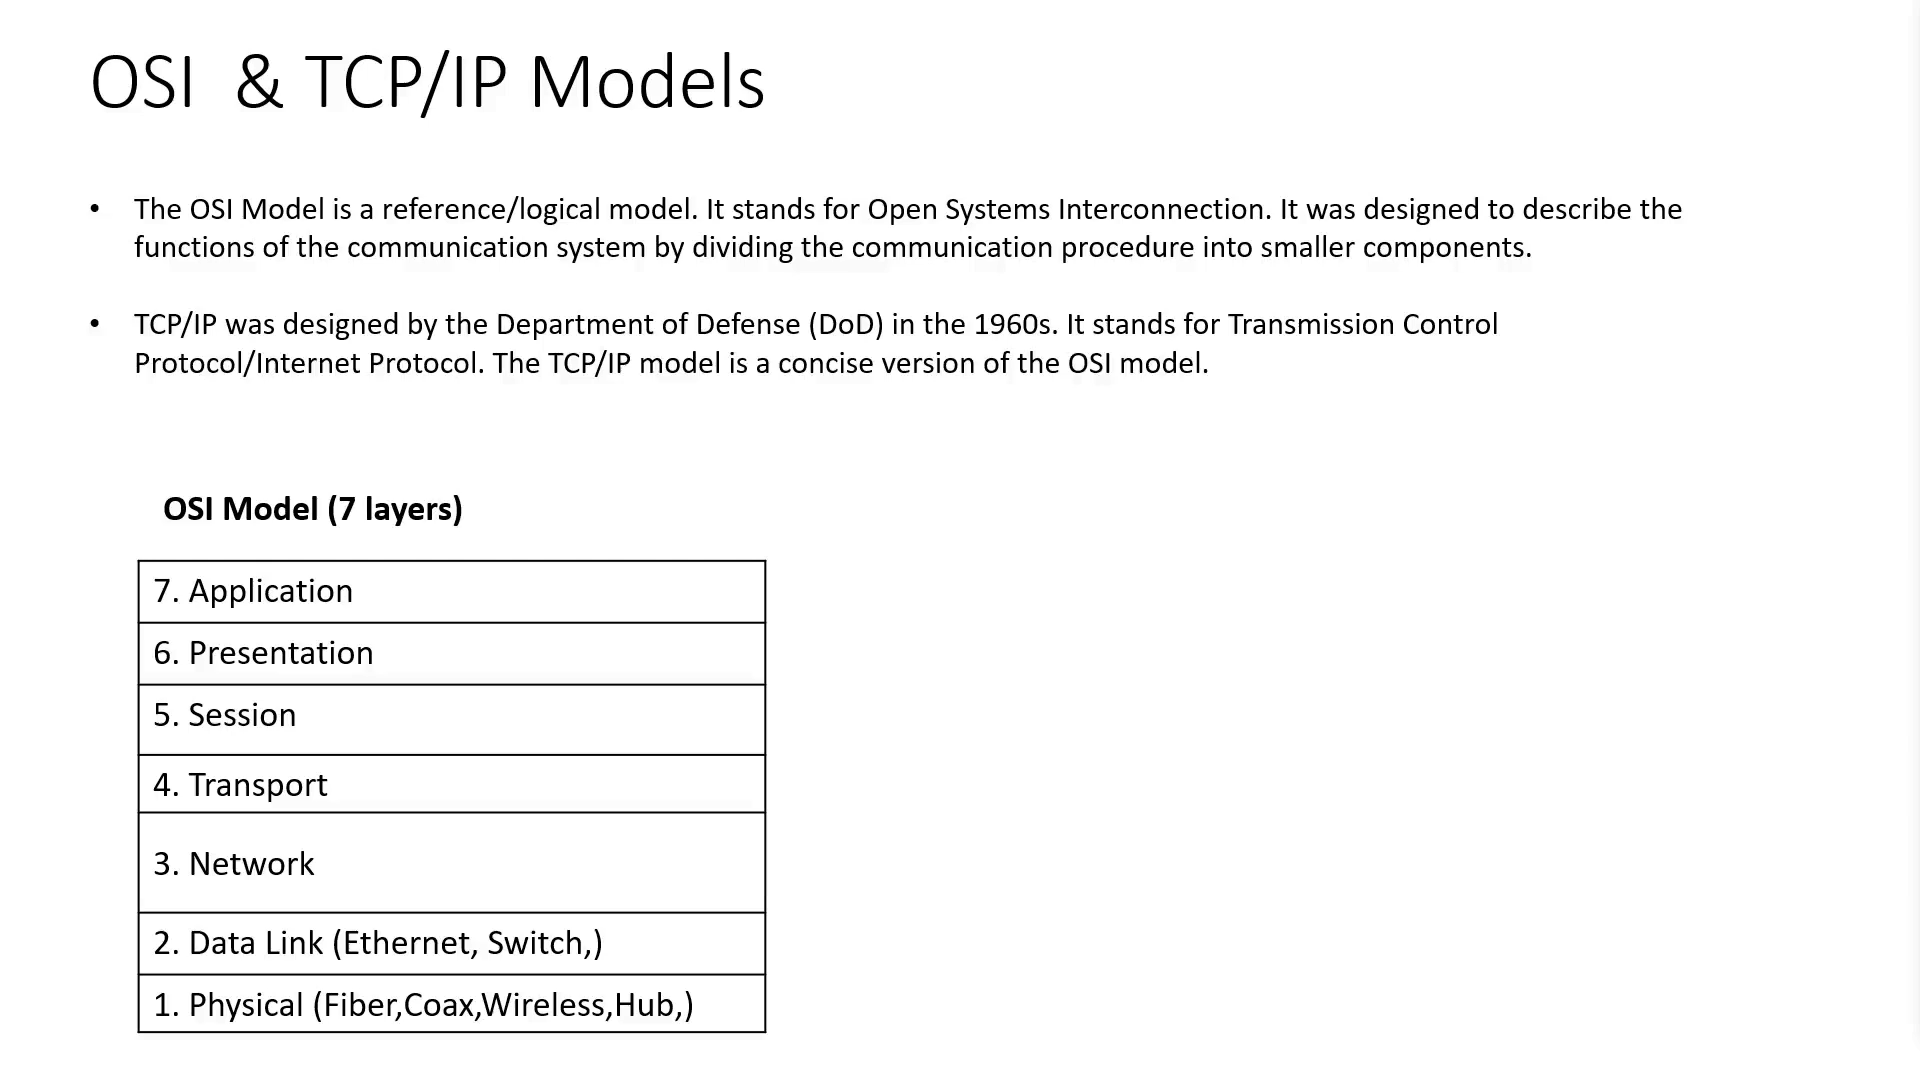 OSI & TCP/IP Models
• The OSI Model is a reference/logical model. It stands for Open Systems Interconnection. It was designed to describe the
functions of the communication system by dividing the communication procedure into smaller components.
• TCP/IP was designed by the Department of Defense (DoD) in the 1960s. It stands for Transmission Control
Protocol/Internet Protocol. The TCP/IP model is a concise version of the OSI model.
OSI Model (7 layers)
7. Application
6. Presentation
5. Session
4. Transport
3. Network
2. Data Link (Ethernet, Switch,)
1. Physical (Fiber,Coax,Wireless,Hub,)